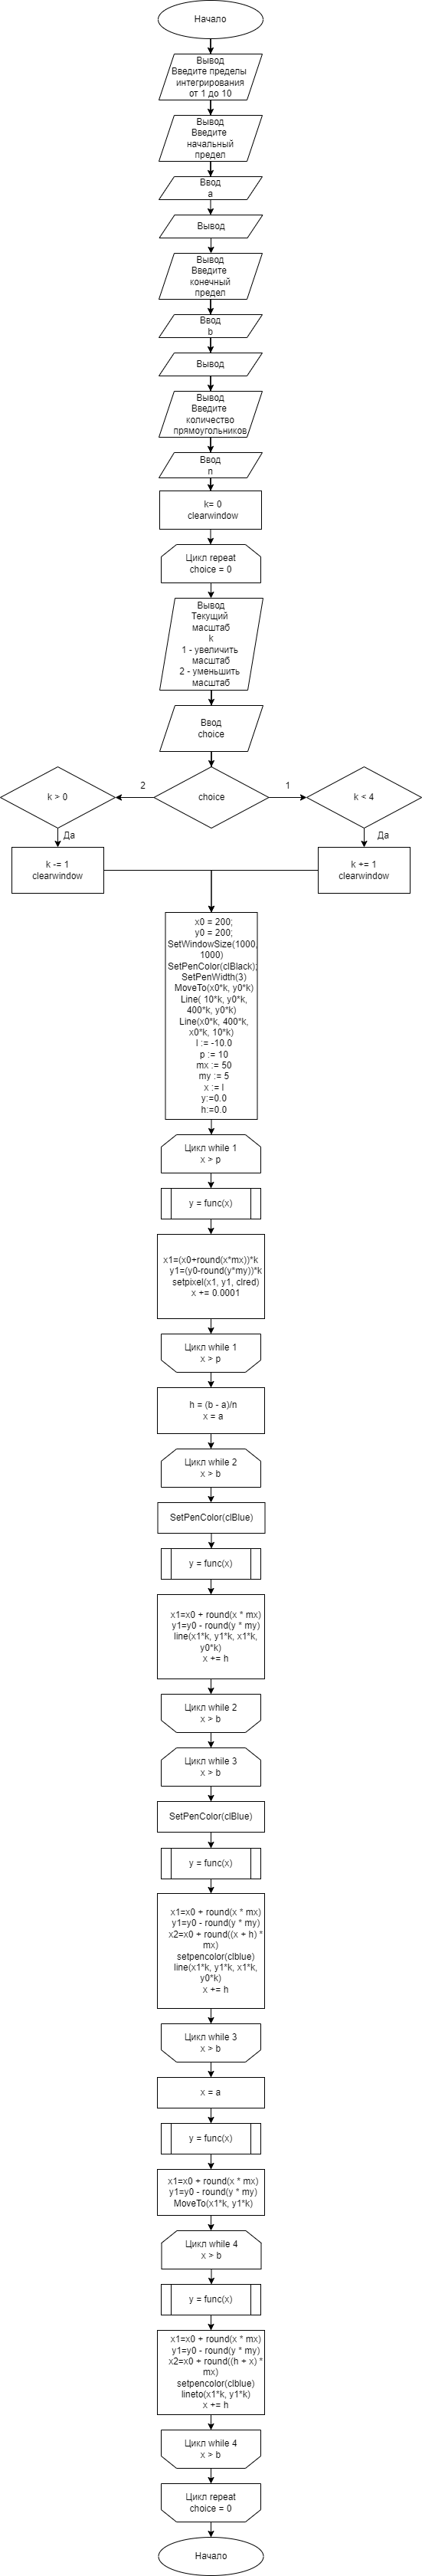 Начало
Вывод
Введите пределы
интегрирования
от 1 до 10
Вывод
Введите
начальный
предел
Ввод
a
Вывод
Вывод
Введите
конечный
предел
Ввод
b
Вывод
Вывод
Введите
количество
прямоугольников
Ввод
n
k= 0
clearwindow
Цикл repeat
choice = 0
Вывод
Текущий
масштаб
k
1 - увеличить
масштаб
2 - уменьшить
масштаб
Ввод
choice
k > 0
2
choice
1
k < 4
Да
Да
k -= 1
clearwindow
k += 1
clearwindow
x0 = 200;
y0 = 200;
SetWindowSize(1000,
1000)
SetPenColor(clBlack);
SetPenWidth(3)
MoveTo(x0*k, y0*k)
Line( 10*k, y0*k,
400*k, y0*k)
Line(x0*k, 400*k,
x0*k, 10*k)
l := -10.0
p := 10
mx := 50
my := 5
x := l
y:=0.0
h:=0.0
Цикл while 1
x > p
y = func(x)
x1=(x0+round(x*mx))*k
y1=(y0-round(y*my))*k
setpixel(x1, y1, clred)
x += 0.0001
Цикл while 1
x > p
h = (b - a)/n
x = a
Цикл while 2
x > b
SetPenColor(clBlue)
y = func(x)
x1=x0 + round(x * mx)
y1=y0 - round(y * my)
line(x1*k, y1*k, x1*k,
y0*k)
x += h
Цикл while 2
x > b
Цикл while 3
x > b
SetPenColor(clBlue)
y = func(x)
x1=x0 + round(x * mx)
y1=y0 - round(y * my)
x2=x0 + round((x + h) *
mx)
setpencolor(clblue)
line(x1*k, y1*k, x1*k,
y0*k)
x += h
Цикл while 3
x > b
x = a
y = func(x)
x1=x0 + round(x * mx)
y1=y0 - round(y * my)
MoveTo(x1*k, y1*k)
Цикл while 4
x > b
y = func(x)
x1=x0 + round(x * mx)
y1=y0 - round(y * my)
x2=x0 + round((h + x) *
mx)
setpencolor(clblue)
lineto(x1*k, y1*k)
x += h
Цикл while 4
x > b
Цикл repeat
choice = 0
Начало